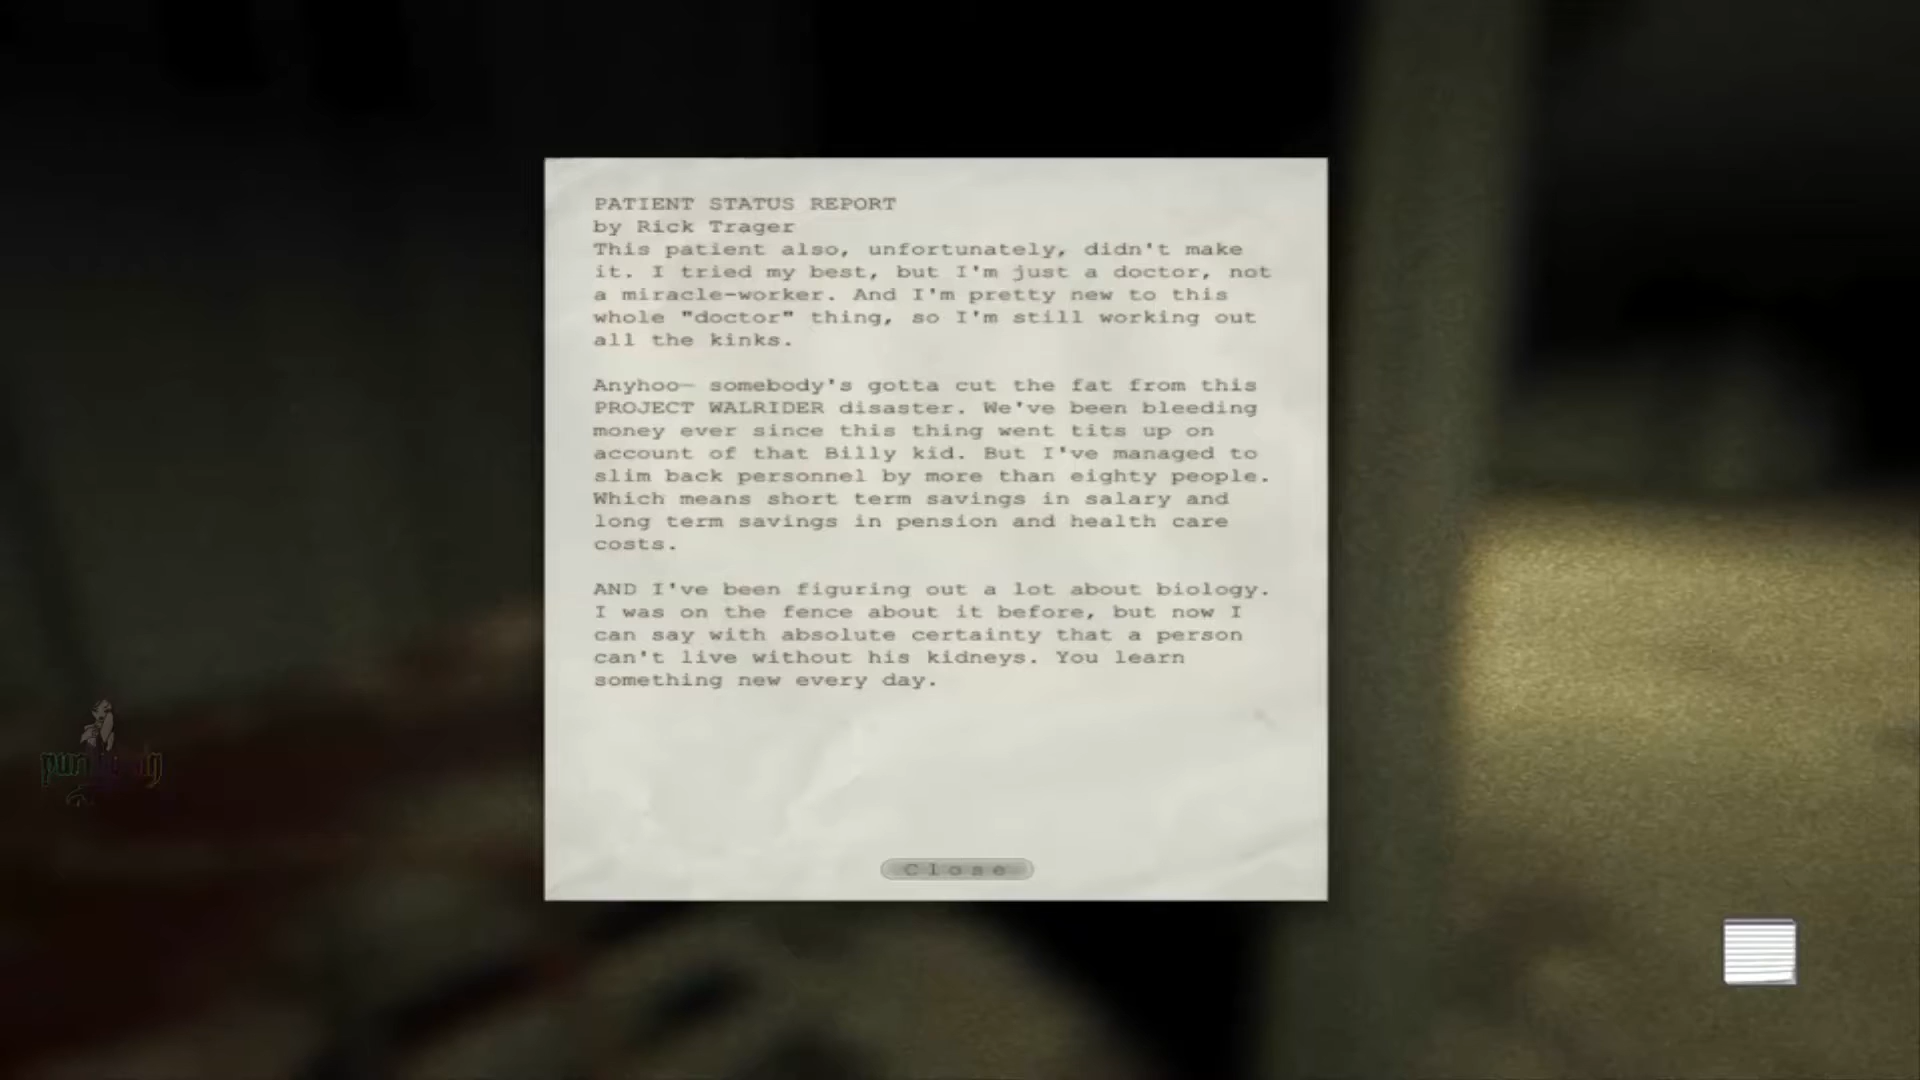 PATIENT STATUS REPORT
by Rick Trager
This patient also, unfortunately, didn't make
it. I tried my best, but I'm just a doctor, not
a miracle-worker. And I'm pretty new to this
whole "doctor" thing, so I'm still working out
all the kinks.
Anyhoo— somebody's gotta cut the fat from this
PROJECT WALRIDER disaster. We've been bleeding
money ever since this thing went tits up on
account of that Billy kid. But I've managed to
slim back personnel by more than eighty people.
Which means short term savings in salary and
long term savings in pension and health care
costs.
AND I've been figuring out a lot about biology.
I was on the fence about it before, but now I
can say with absolute certainty that a person
can't live without his kidneys. You learn
something new every day.
Close